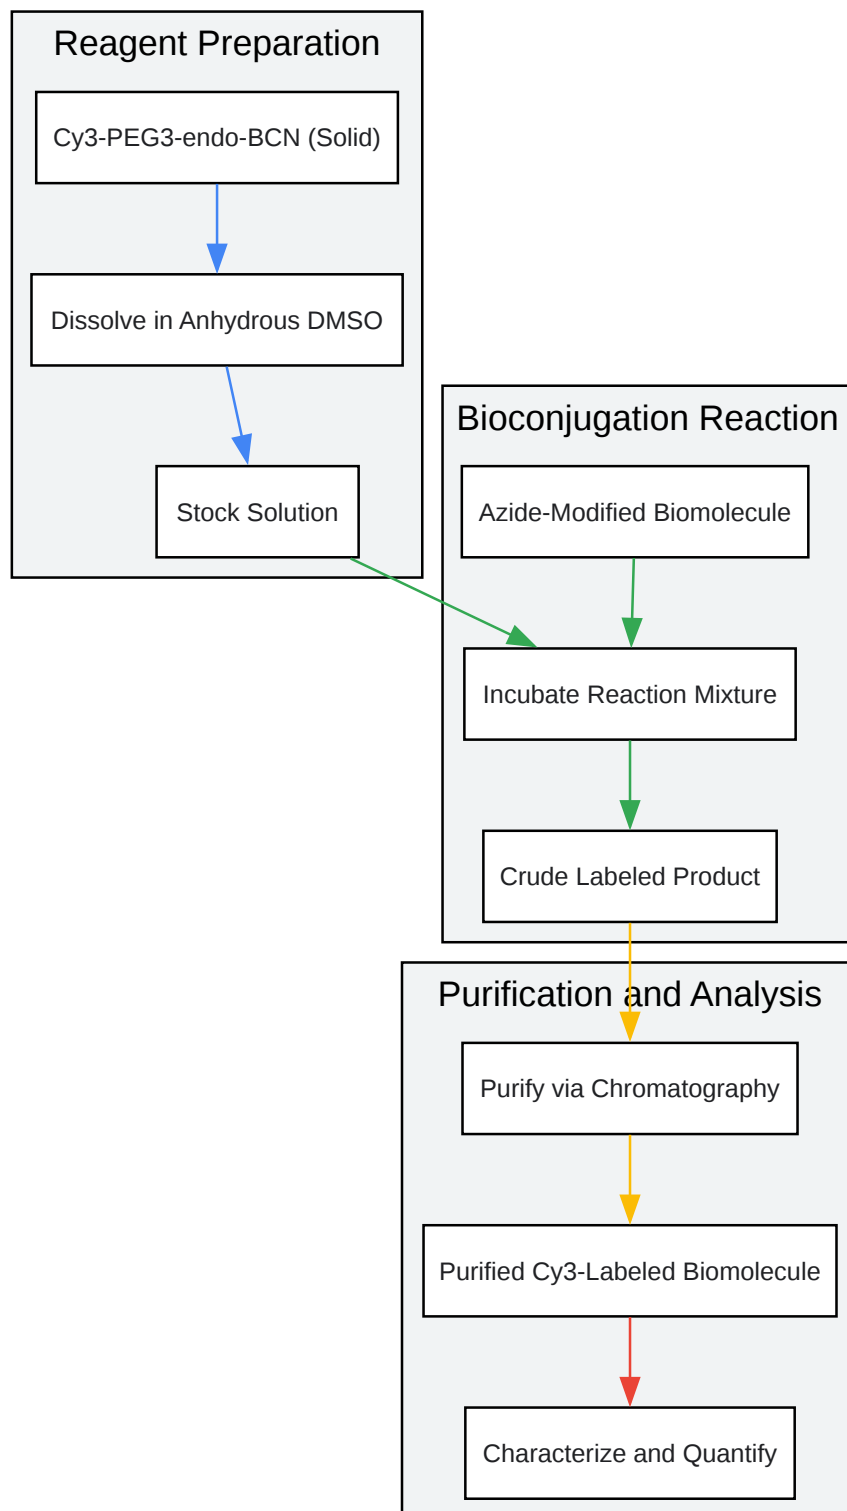 Reagent Preparation
Cy3-PEG3-endo-BCN (Solid)
Dissolve in Anhydrous DMSO
Stock Solution
Bioconjugation Reaction
Azide-Modified Biomolecule
Incubate Reaction Mixture
Crude Labeled Product
Purification and Analysis
Purify via Chromatography
Purified Cy3-Labeled Biomolecule
Characterize and Quantify